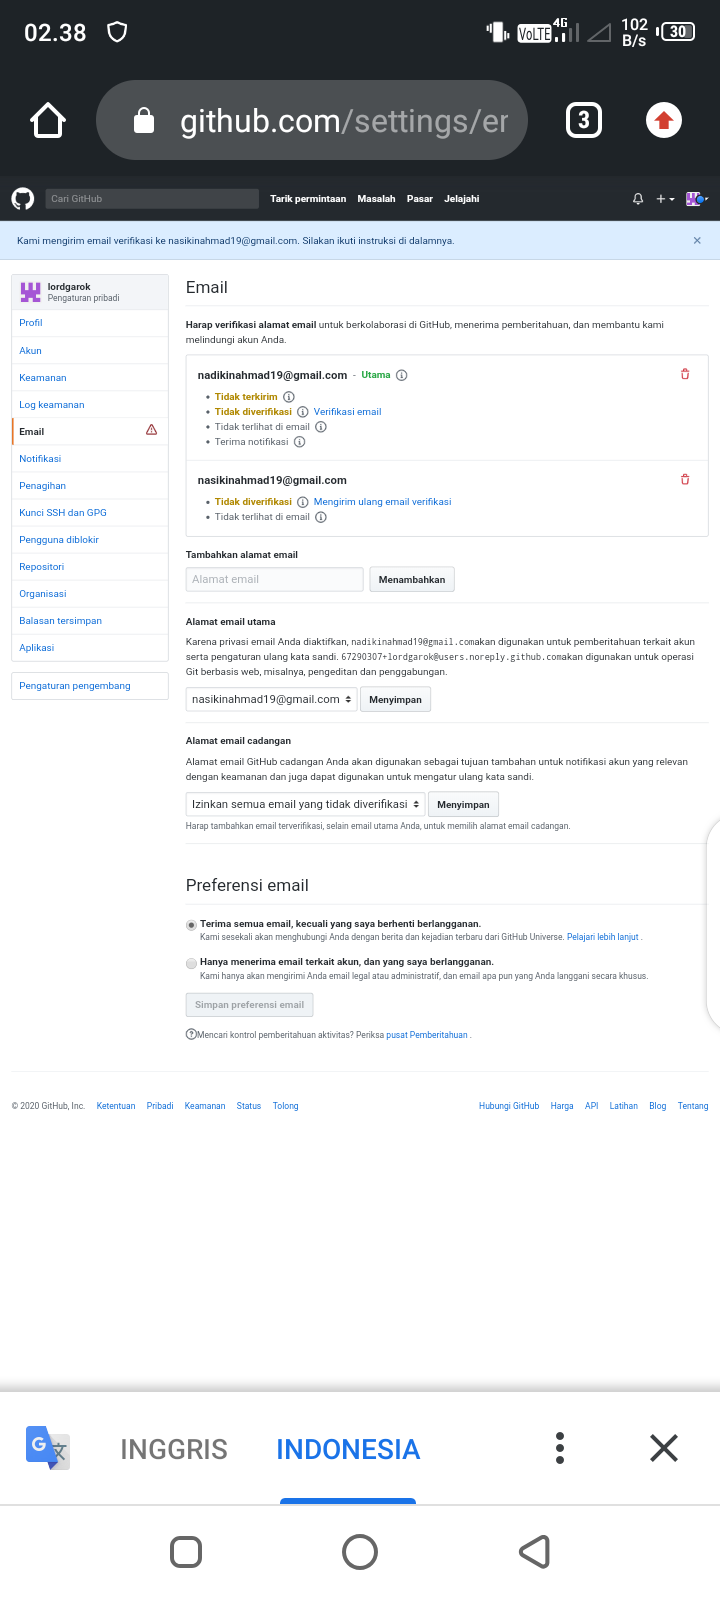 02.38
VoLTE
4G
102
B/s
30
github.com/settings/er
3
Cari GitHub
Tarik permintaan Masalah Pasar Jelajahi
Kami mengirim email verifikasi ke nasikinahmad19@gmail.com. Silakan ikuti instruksi di dalamnya.
lordgarok
Pengaturan pribadi
Profil
Akun
Keamanan
Log keamanan
Email
Notifikasi
Penagihan
Kunci SSH dan GPG
Pengguna diblokir
Repositori
Organisasi
Balasan tersimpan
Aplikasi
Pengaturan pengembang
Email
Harap verifikasi alamat email untuk berkolaborasi di GitHub, menerima pemberitahuan, dan membantu kami
melindungi akun Anda.
nadikinahmad19@gmail.com - Utama
• Tidak terkirim
• Tidak diverifikasi Verifikasi email
• Tidak terlihat di email
• Terima notifikasi
nasikinahmad19@gmail.com
• Tidak diverifikasi Mengirim ulang email verifikasi
• Tidak terlihat di email
Tambahkan alamat email
Alamat email
Menambahkan
Alamat email utama
Karena privasi email Anda diaktifkan, nadikinahmad19@gmail.comakan digunakan untuk pemberitahuan terkait akun
serta pengaturan ulang kata sandi. 67290307+lordgarok@users.noreply.github.comakan digunakan untuk operasi
Git berbasis web, misalnya, pengeditan dan penggabungan.
nasikinahmad19@gmail.com
Menyimpan
Alamat email cadangan
Alamat email GitHub cadangan Anda akan digunakan sebagai tujuan tambahan untuk notifikasi akun yang relevan
dengan keamanan dan juga dapat digunakan untuk mengatur ulang kata sandi.
Izinkan semua email yang tidak diverifikasi
Menyimpan
Harap tambahkan email terverifikasi, selain email utama Anda, untuk memilih alamat email cadangan.
Preferensi email
Terima semua email, kecuali yang saya berhenti berlangganan.
Kami sesekali akan menghubungi Anda dengan berita dan kejadian terbaru dari GitHub Universe. Pelajari lebih lanjut .
Hanya menerima email terkait akun, dan yang saya berlangganan.
Kami hanya akan mengirimi Anda email legal atau administratif, dan email apa pun yang Anda langgani secara khusus.
Simpan preferensi email
Mencari kontrol pemberitahuan aktivitas? Periksa pusat Pemberitahuan .
© 2020 GitHub, Inc. Ketentuan Pribadi Keamanan Status Tolong
Hubungi GitHub Harga API Latihan Blog Tentang
G 文
INGGRIS
INDONESIA